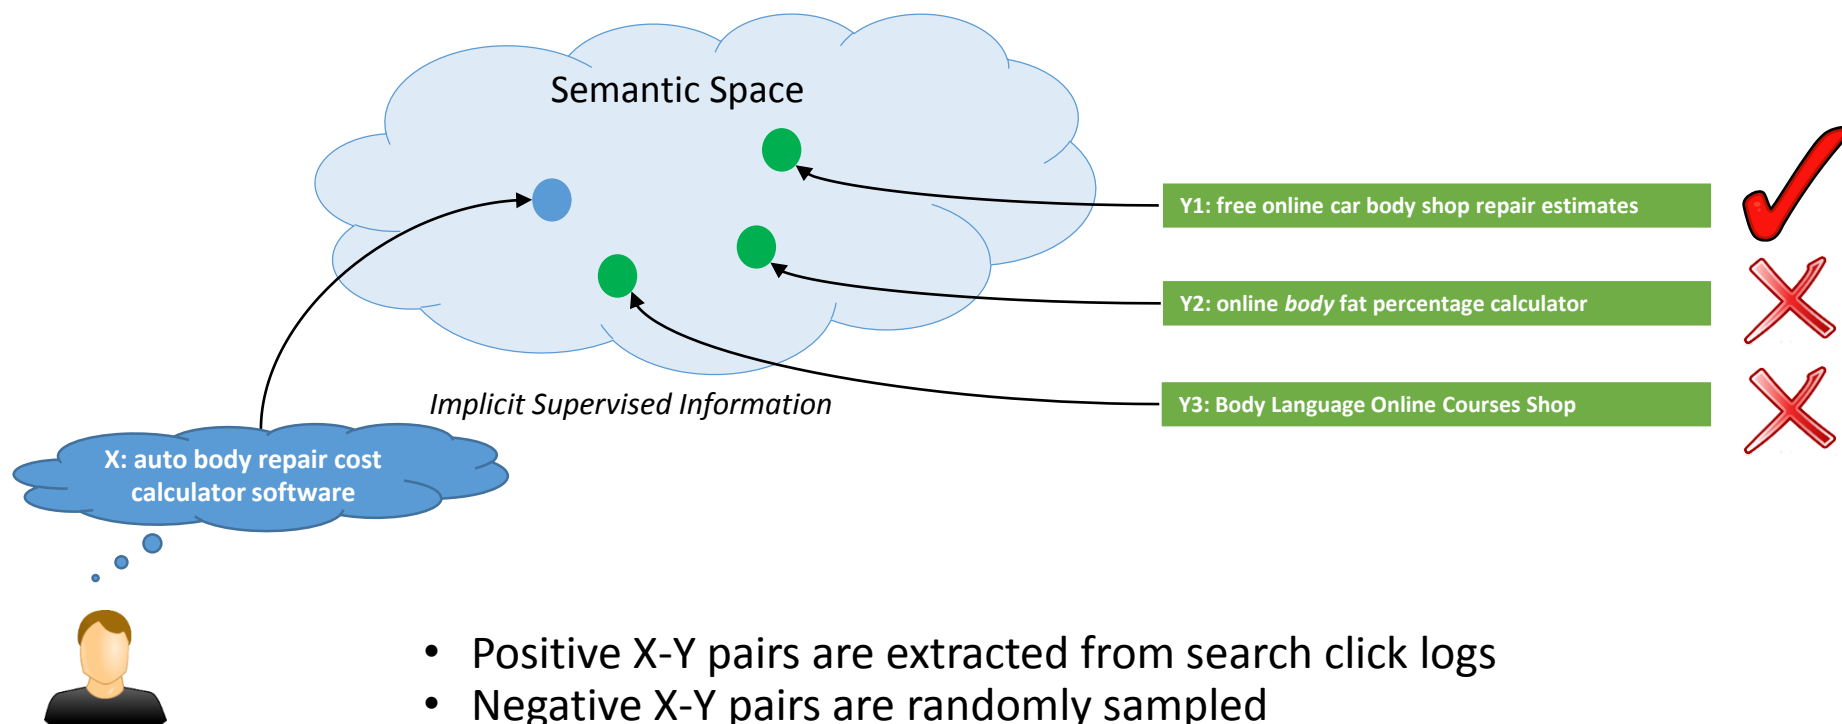 Semantic Space
Y1: free online car body shop repair estimates
Y2: online body fat percentage calculator
Y3: Body Language Online Courses Shop
Implicit Supervised Information
X: auto body repair cost
calculator software
• Positive X-Y pairs are extracted from search click logs
• Negative X-Y pairs are randomly sampled